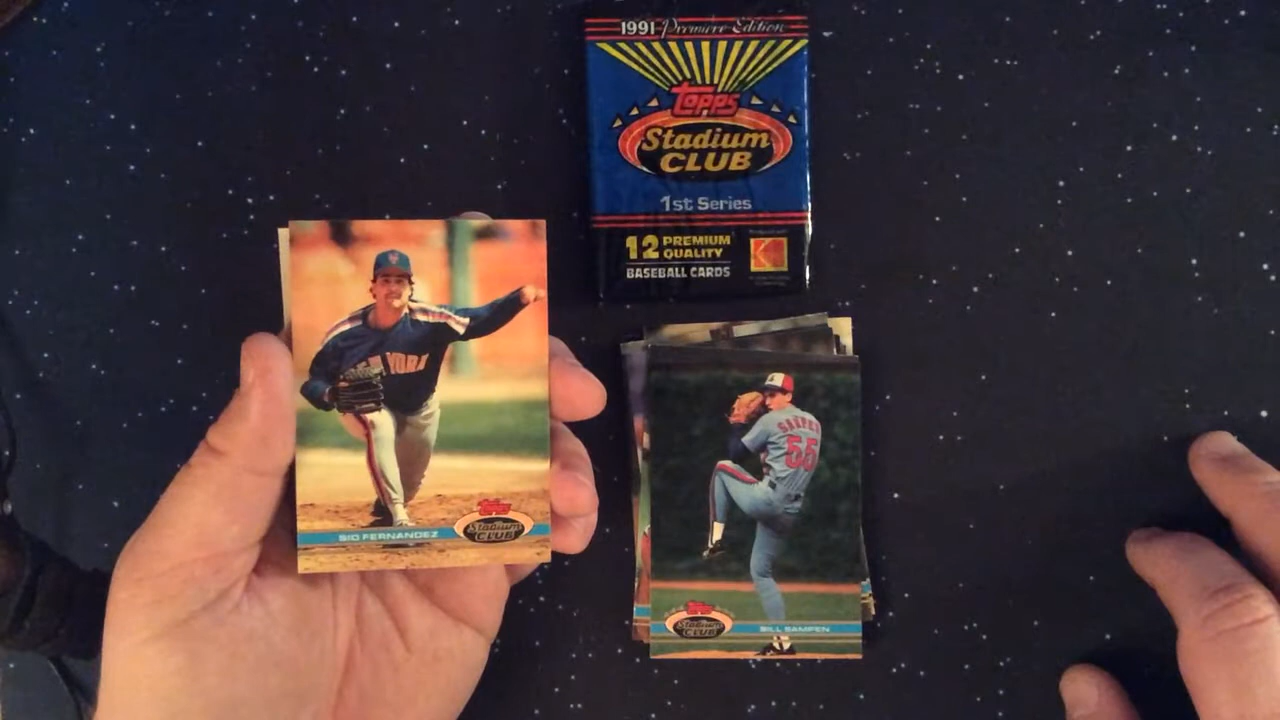 1991 Premiere Edition
Topps
Stadium
CLUB
1st Series
12 PREMIUM
QUALITY
BASEBALL CARDS
NEW YORK
SID FERNANDEZ
Topps
Stadium
CLUB
SAMPEN
55
Topps
Stadium
CLUB
BILL SAMPEN